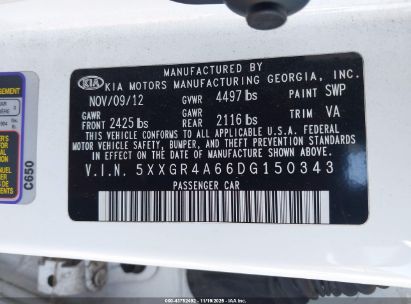 MANUFACTURED BY
KIA KIA MOTORS MANUFACTURING GEORGIA, INC.
NOV/09/12 GVWR 4497 lbs PAINT SWP
GAWR FRONT 2425 lbs GAWR REAR 2116 lbs TRIM VA
THIS VEHICLE CONFORMS TO ALL APPLICABLE U.S.A. FEDERAL
MOTOR VEHICLE SAFETY, BUMPER, AND THEFT PREVENTION
STANDARDS IN EFFECT ON THE DATE OF MANUFACTURE SHOWN ABOVE.
V.I.N. 5XXGR4A66DG150343
PASSENGER CAR
C650